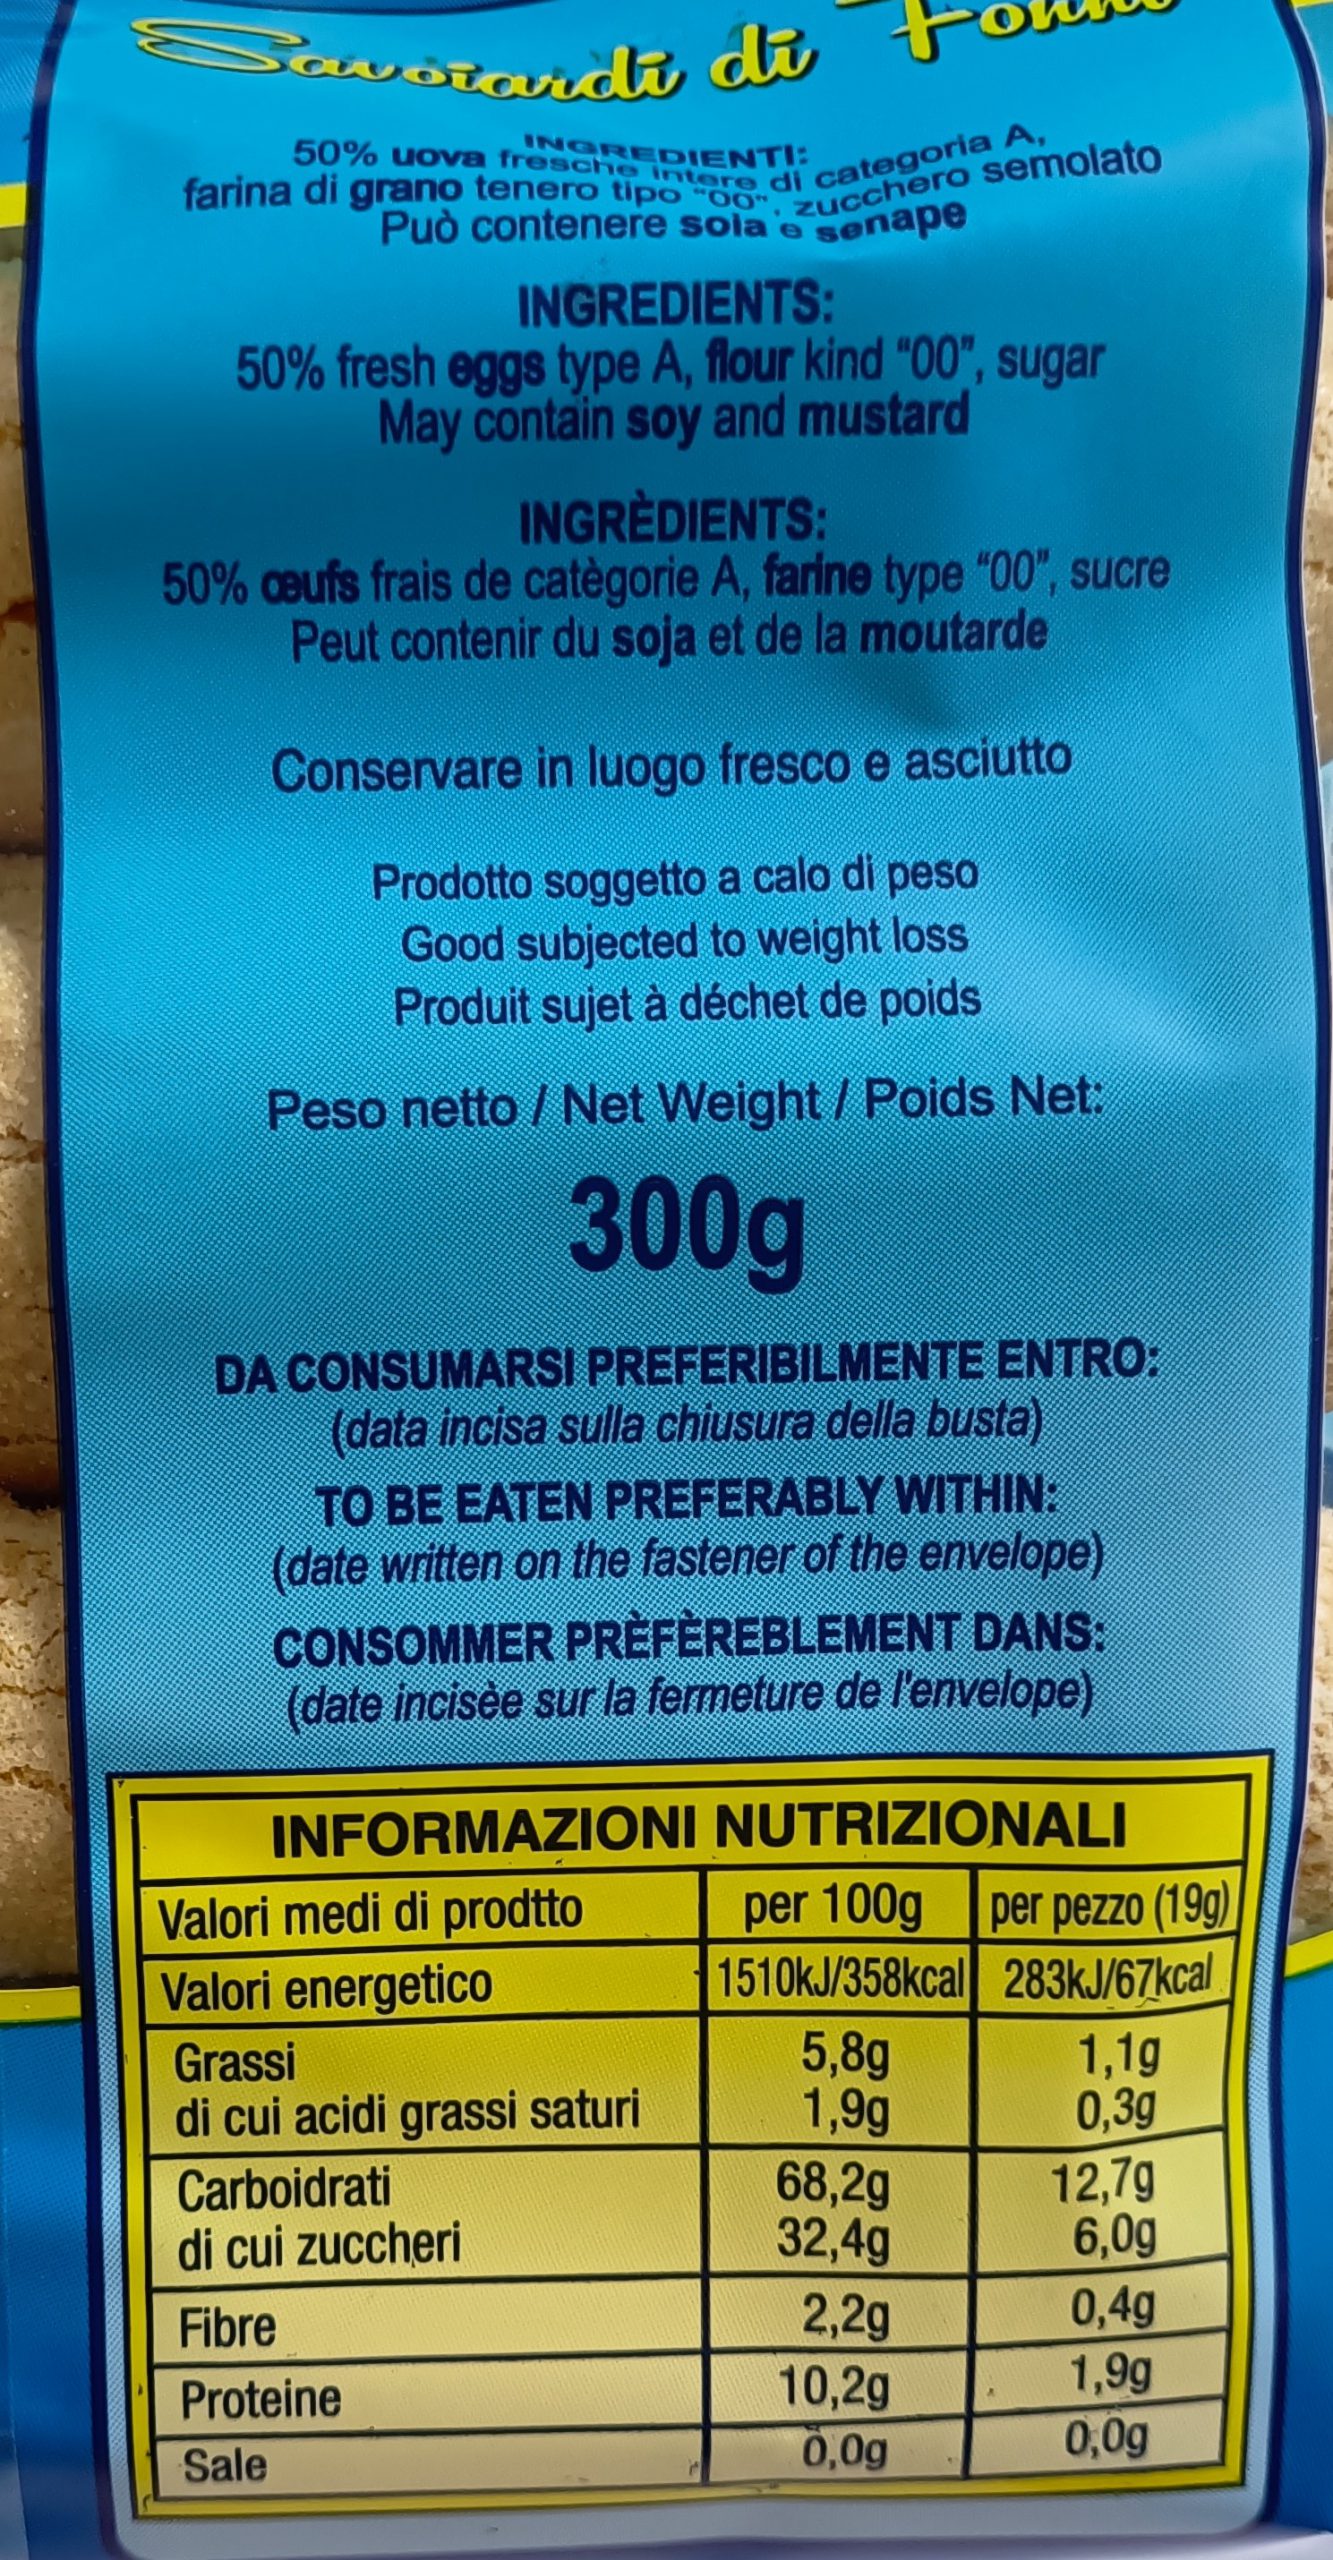 Savoiardi di Fonni
INGREDIENTI:
50% uova fresche intere di categoria A,
farina di grano tenero tipo "00", zucchero semolato
Può contenere soia e senape
INGREDIENTS:
50% fresh eggs type A, flour kind "00", sugar
May contain soy and mustard
INGRÈDIENTS:
50% œufs frais de catègorie A, farine type "00", sucre
Peut contenir du soja et de la moutarde
Conservare in luogo fresco e asciutto
Prodotto soggetto a calo di peso
Good subjected to weight loss
Produit sujet à déchet de poids
Peso netto / Net Weight / Poids Net:
300g
DA CONSUMARSI PREFERIBILMENTE ENTRO:
(data incisa sulla chiusura della busta)
TO BE EATEN PREFERABLY WITHIN:
(date written on the fastener of the envelope)
CONSOMMER PRÈFÈREBLEMENT DANS:
(date incisèe sur la fermeture de l'envelope)
INFORMAZIONI NUTRIZIONALI
Valori medi di prodtto per 100g per pezzo (19g)
Valori energetico 1510kJ/358kcal 283kJ/67kcal
Grassi 5,8g 1,1g
di cui acidi grassi saturi 1,9g 0,3g
Carboidrati 68,2g 12,7g
di cui zuccheri 32,4g 6,0g
Fibre 2,2g 0,4g
Proteine 10,2g 1,9g
Sale 0,0g 0,0g